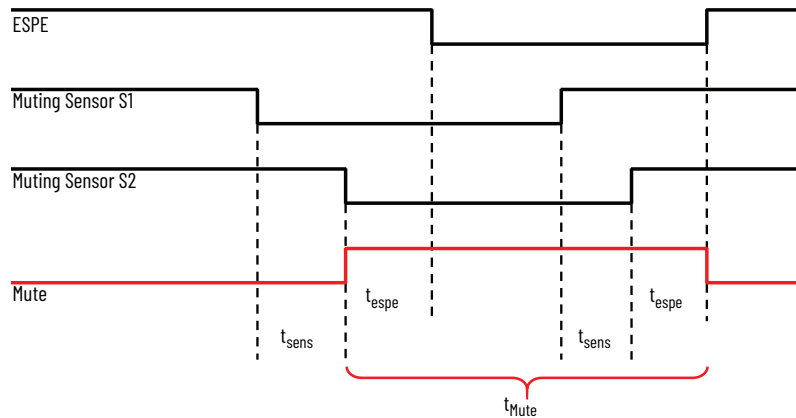 ESPE
Muting Sensor S1
Muting Sensor S2
Mute
tespe
tespe
tsens
tsens
tMute